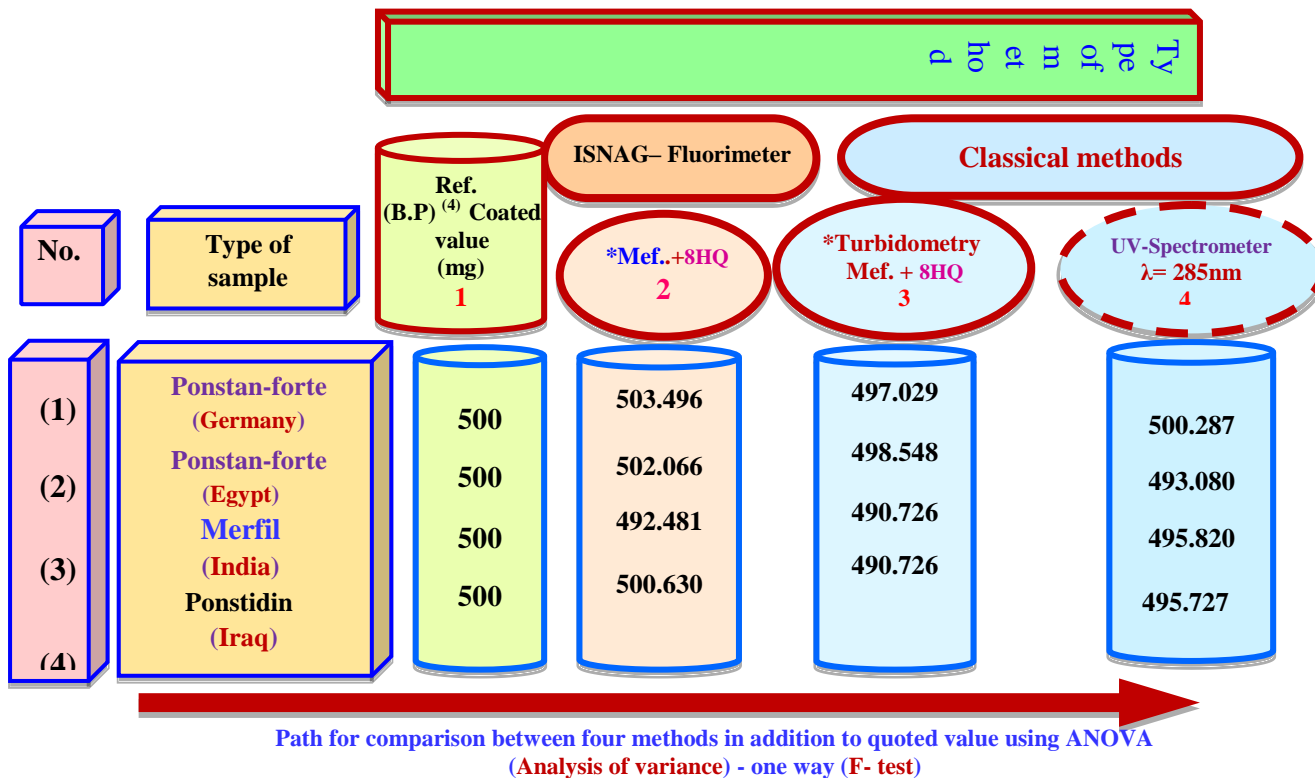 Ty
pe
of
m
et
ho
d
ISNAG– Fluorimeter
Classical methods
No.
Type of
sample
Ref.
(B.P) (4) Coated
value
(mg)
1
*Mef..+8HQ
2
*Turbidometry
Mef. + 8HQ
3
UV-Spectrometer
λ= 285nm
4
(1)
(2)
(3)
(4)
Ponstan-forte
(Germany)
Ponstan-forte
(Egypt)
Merfil
(India)
Ponstidin
(Iraq)
500
500
500
500
503.496
502.066
492.481
500.630
497.029
498.548
490.726
490.726
500.287
493.080
495.820
495.727
Path for comparison between four methods in addition to quoted value using ANOVA
(Analysis of variance) - one way (F- test)